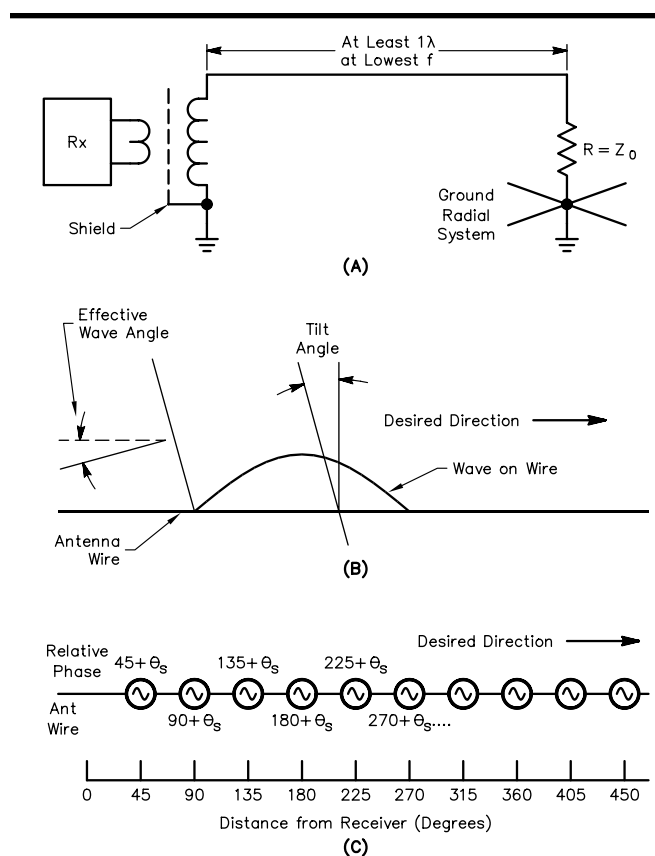 At Least 1λ
at Lowest f
Rx
R = Z0
Ground
Radial
System
Shield
(A)
Effective
Wave Angle
Tilt
Angle
Desired Direction
Wave on Wire
Antenna
Wire
(B)
Relative
Phase
45+ θs
135+ θs
225+ θs
Desired Direction
Ant
Wire
90+ θs
180+ θs
270+ θs....
0 45 90 135 180 225 270 315 360 405 450
Distance from Receiver (Degrees)
(C)